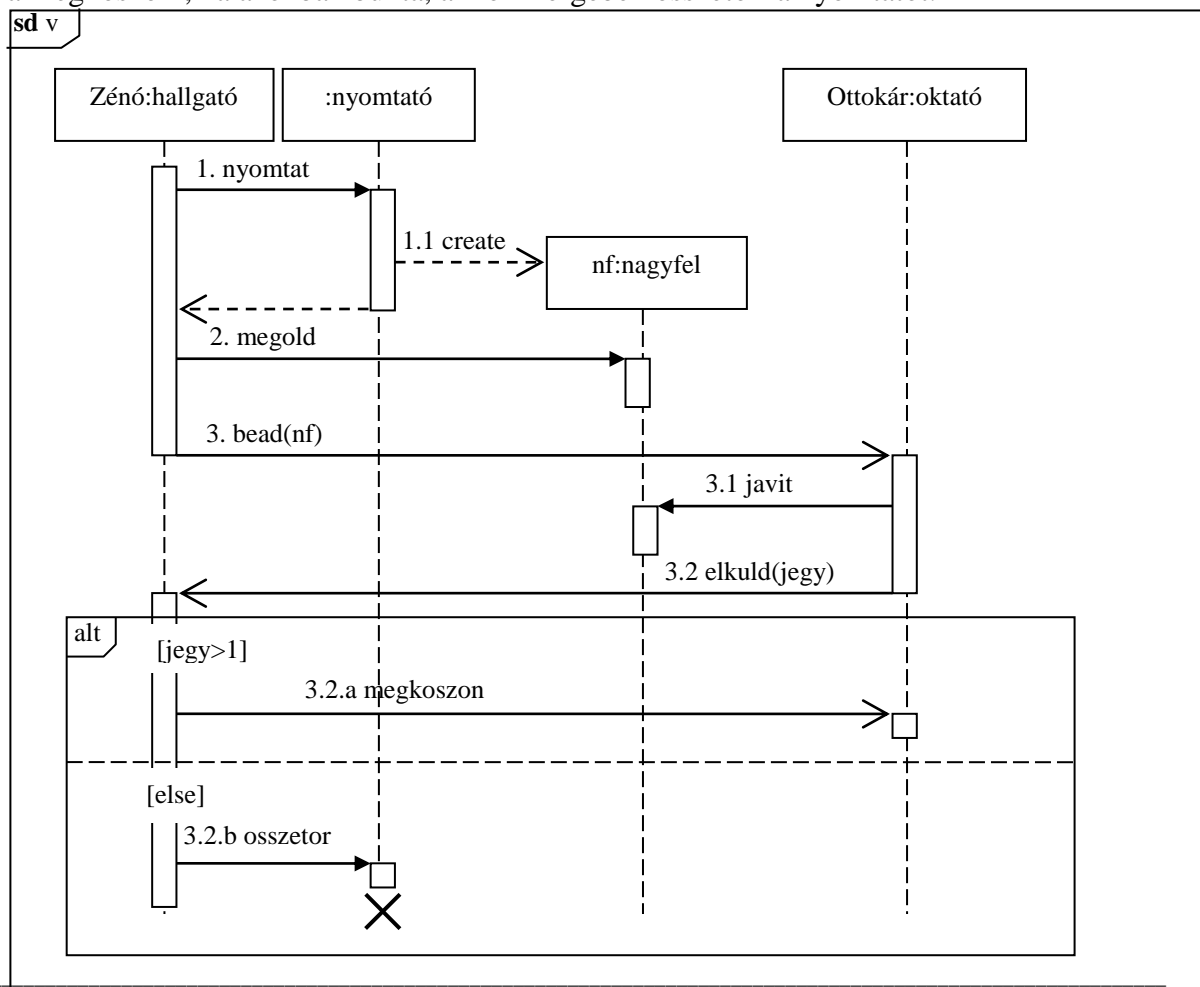 sd v
Zénó:hallgató
:nyomtató
Ottokár:oktató
1. nyomtat
1.1 create
nf:nagyfel
2. megold
3. bead(nf)
3.1 javit
3.2 elkuld(jegy)
alt
[jegy>1]
3.2.a megkoszon
[else]
3.2.b osszetor